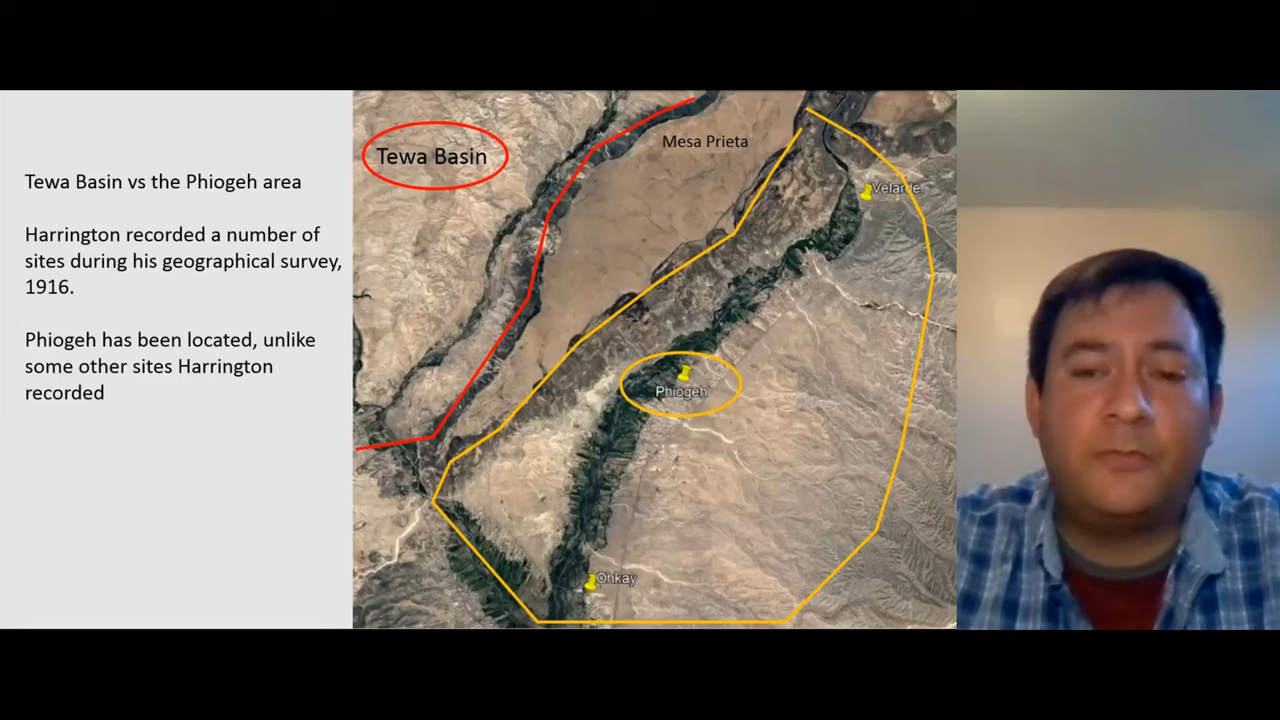 Tewa Basin vs the Phiogeh area
Harrington recorded a number of
sites during his geographical survey,
1916.
Phiogeh has been located, unlike
some other sites Harrington
recorded
Tewa Basin
Mesa Prieta
Velarde
Phiogeh
Ohkay